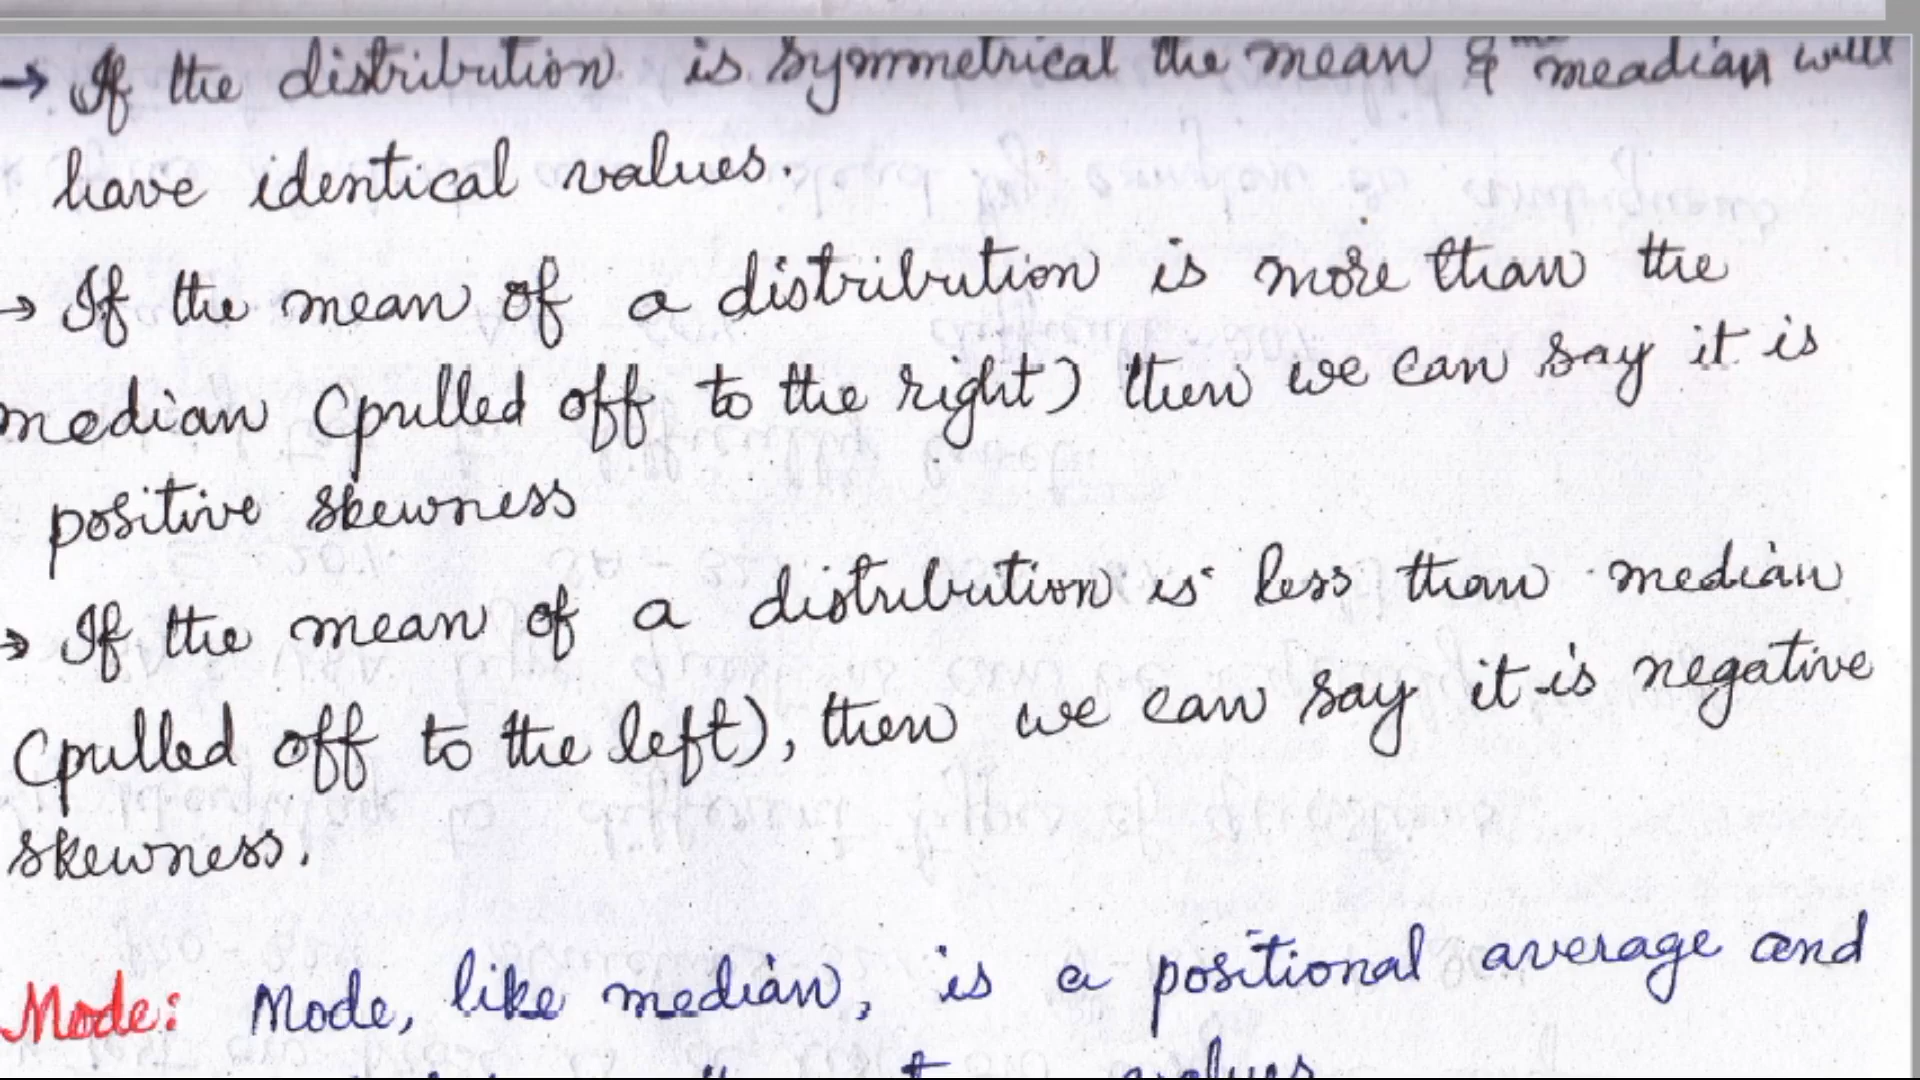 → If the distribution is symmetrical the mean & the meadian will
have identical values.
→ If the mean of a distribution is more than the
median (pulled off to the right) then we can say it is
positive skewness
→ If the mean of a distribution is less than median
(pulled off to the left), then we can say it is negative
skewness.
Mode: Mode, like median, is a positional average and
values